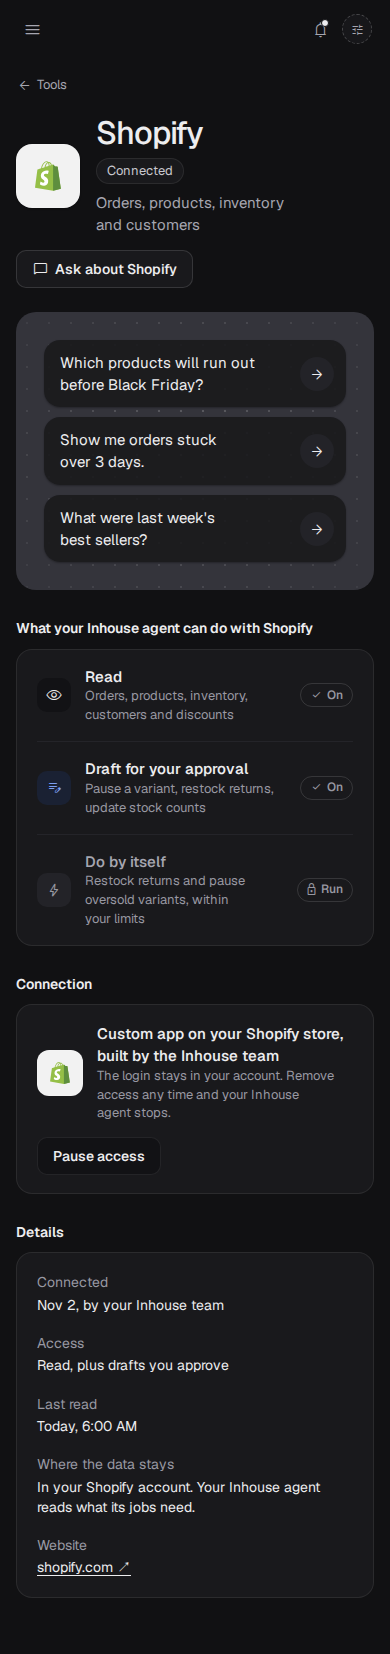 Tools
Shopify
Connected
Orders, products, inventory
and customers
Ask about Shopify
Which products will run out
before Black Friday?
Show me orders stuck
over 3 days.
What were last week's
best sellers?
What your Inhouse agent can do with Shopify
Read
Orders, products, inventory,
customers and discounts
On
Draft for your approval
Pause a variant, restock returns,
update stock counts
On
Do by itself
Restock returns and pause
oversold variants, within
your limits
Run
Connection
Custom app on your Shopify store,
built by the Inhouse team
The login stays in your account. Remove
access any time and your Inhouse
agent stops.
Pause access
Details
Connected
Nov 2, by your Inhouse team
Access
Read, plus drafts you approve
Last read
Today, 6:00 AM
Where the data stays
In your Shopify account. Your Inhouse agent
reads what its jobs need.
Website
shopify.com ↗